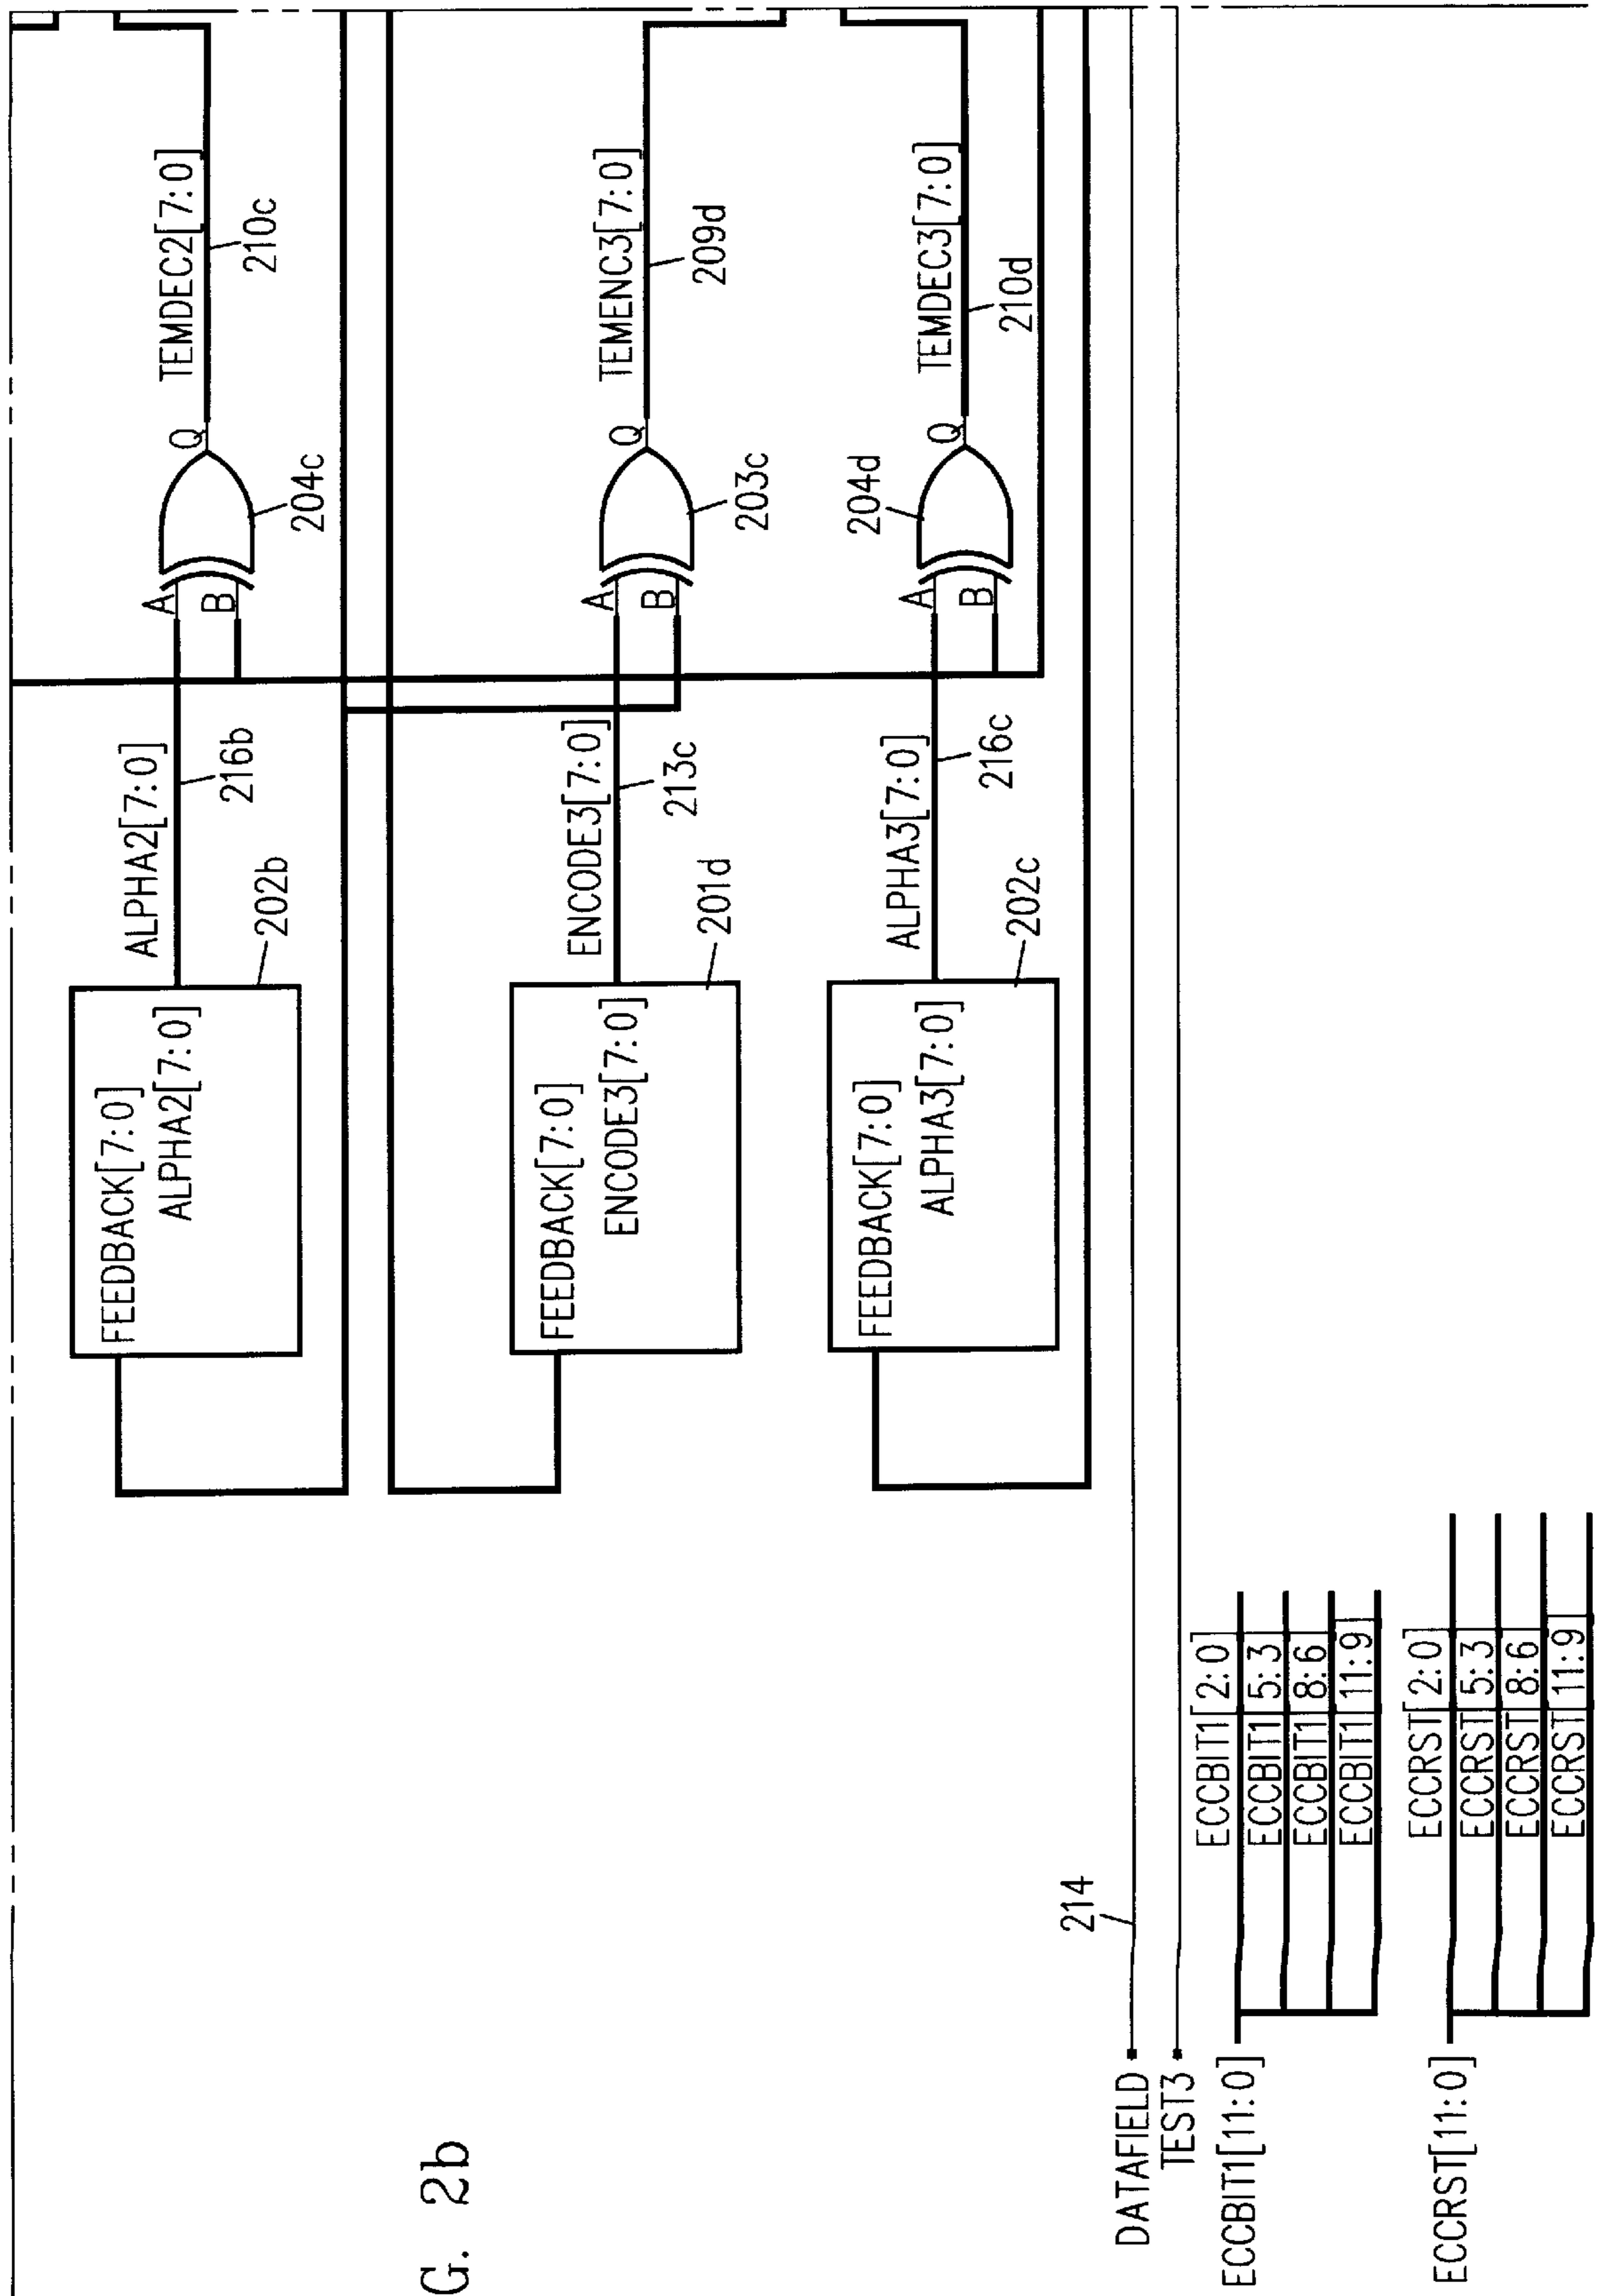 FEEDBACK[7:0]
ALPHA2[7:0]
202b
ALPHA2[7:0]
216b
A
B
Q
204c
TEMDEC2[7:0]
210c
G. 2b
FEEDBACK[7:0]
ENCODE3[7:0]
201d
ENCODE3[7:0]
213c
A
B
Q
203c
TEMENC3[7:0]
209d
FEEDBACK[7:0]
ALPHA3[7:0]
202c
ALPHA3[7:0]
216c
A
B
Q
204d
TEMDEC3[7:0]
210d
214
DATAFIELD
TEST3
ECCBIT1[11:0]
ECCBIT1[2:0]
ECCBIT1[5:3]
ECCBIT1[8:6]
ECCBIT1[11:9]
ECCRST[11:0]
ECCRST[2:0]
ECCRST[5:3]
ECCRST[8:6]
ECCRST[11:9]